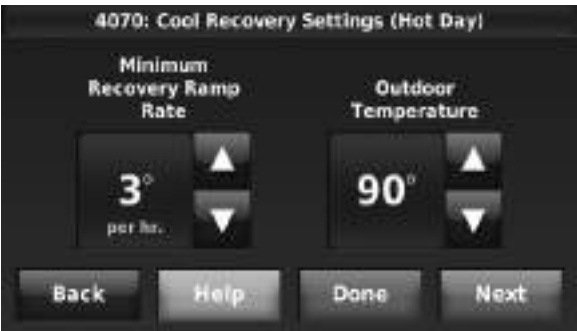 4070: Cool Recovery Settings (Hot Day)
Minimum
Recovery Ramp
Rate
3°
per hr.
Outdoor
Temperature
90°
Back
Help
Done
Next